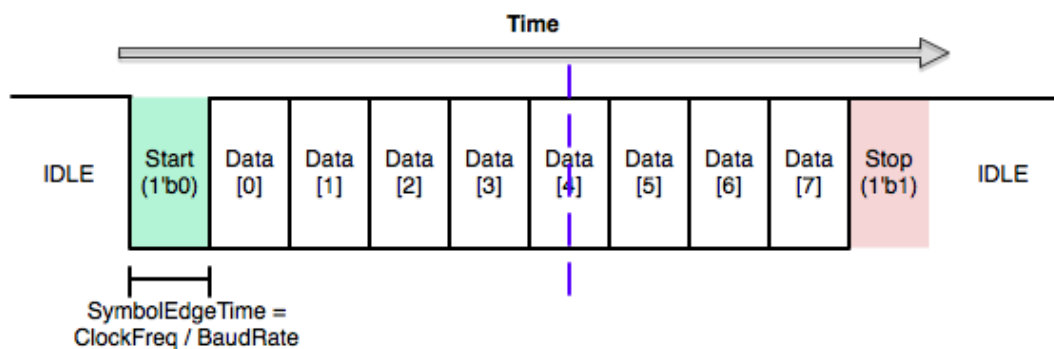 Time
IDLE
Start
(1'b0)
Data
[0]
Data
[1]
Data
[2]
Data
[3]
Data
[4]
Data
[5]
Data
[6]
Data
[7]
Stop
(1'b1)
IDLE
SymbolEdgeTime =
ClockFreq / BaudRate